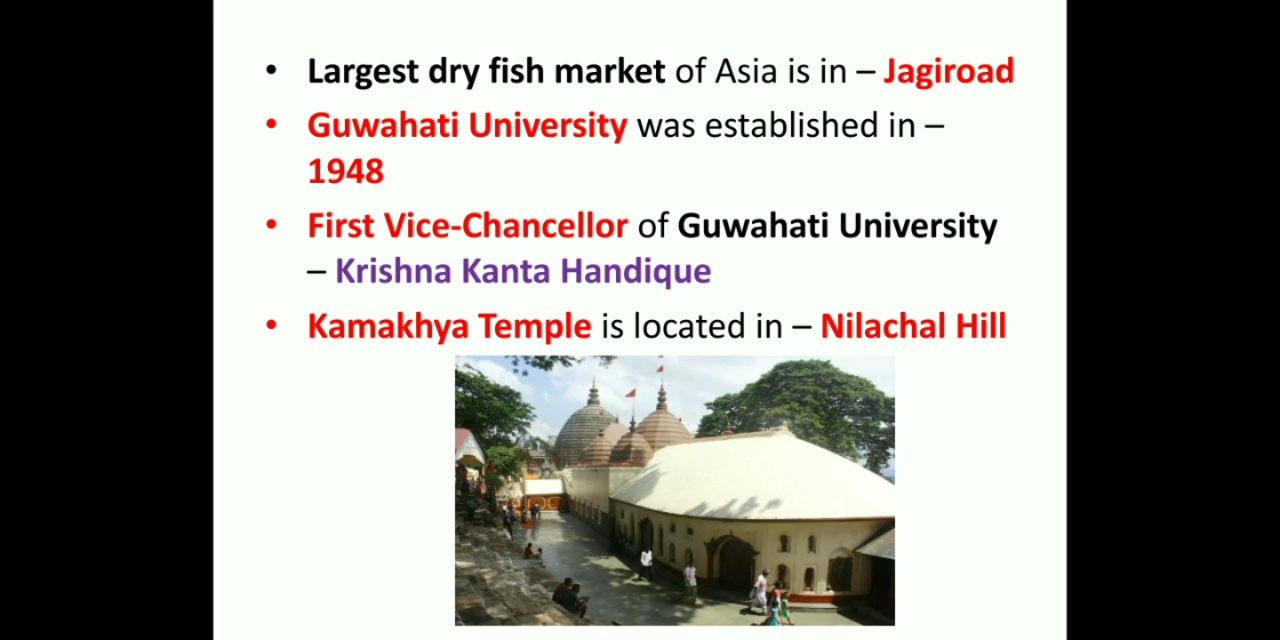 • Largest dry fish market of Asia is in – Jagiroad
• Guwahati University was established in –
1948
• First Vice-Chancellor of Guwahati University
– Krishna Kanta Handique
• Kamakhya Temple is located in – Nilachal Hill